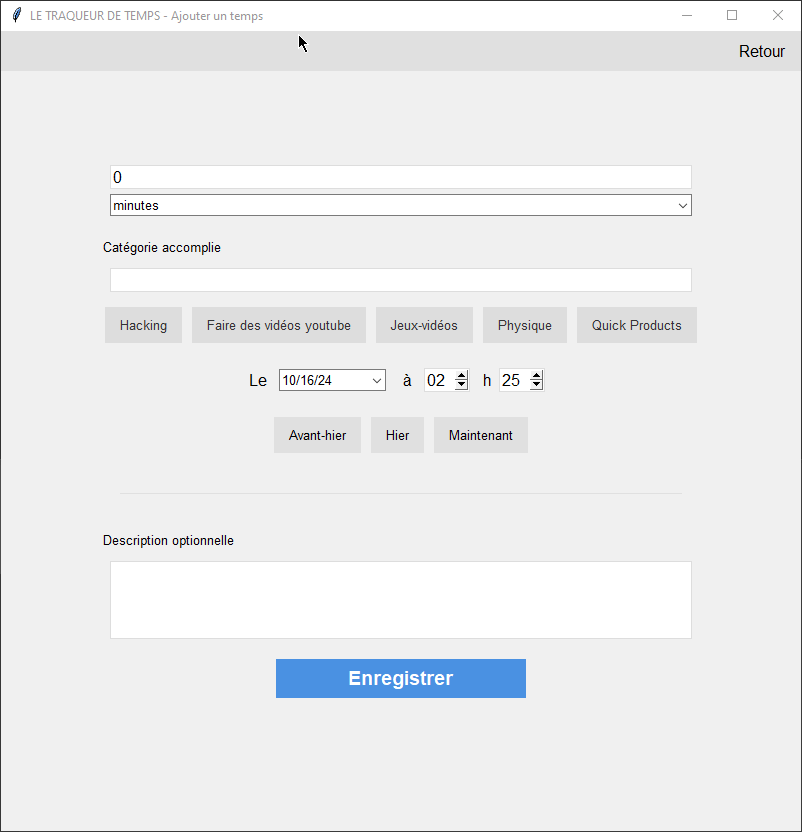 LE TRAQUEUR DE TEMPS - Ajouter un temps
Retour
0
minutes
Catégorie accomplie
Hacking Faire des vidéos youtube Jeux-vidéos Physique Quick Products
Le 10/16/24 à 02 h 25
Avant-hier Hier Maintenant
Description optionnelle
Enregistrer